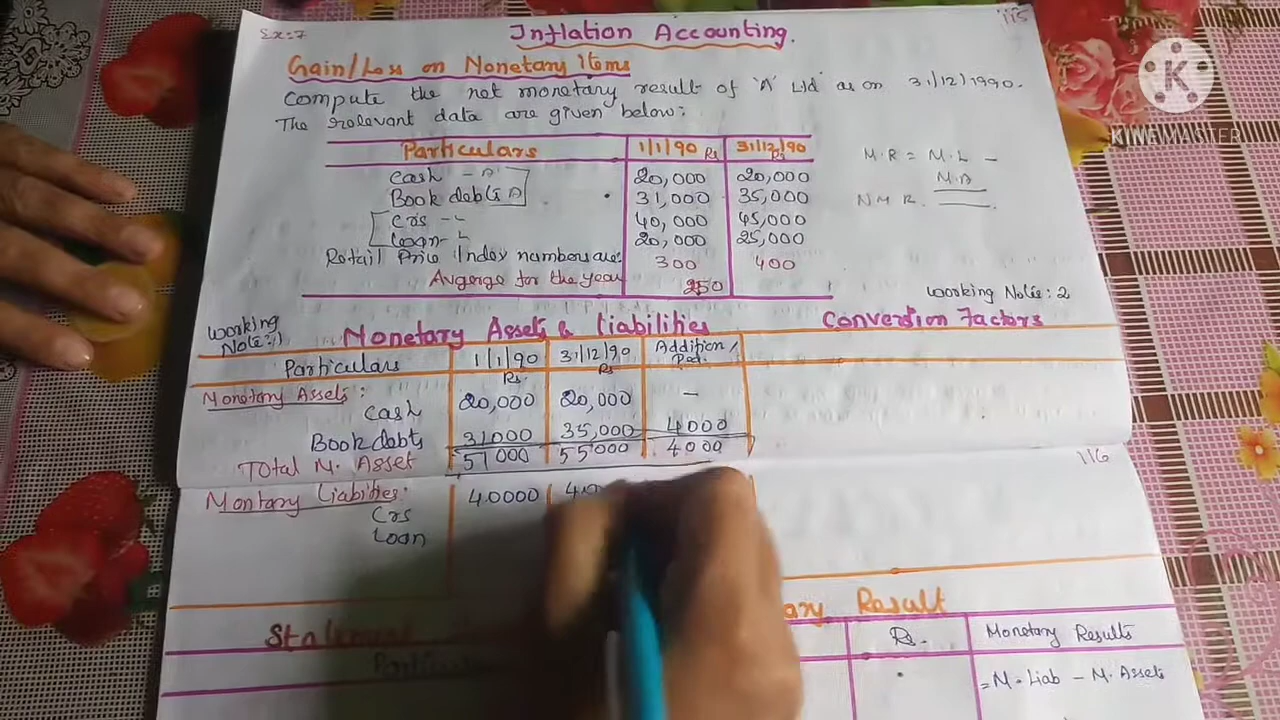 Ex:7
Inflation Accounting.
115
Gain/Loss on Monetary Items
Compute the net monetary result of 'A' Ltd as on 31/12/1990.
The relevant data are given below:
Particulars 1/1/90 Rs 31/12/90 Rs
Cash - A 20,000 20,000
Book debts A 31,000 35,000
Crs - L 40,000 45,000
Loan - L 20,000 25,000
Retail Price Index numbers are: 300 400
Avgerge for the year 250
M.R = M.L -
M.A
N M R.
K
KINEMASTER
Working Note:1
Monetary Assets & Liabilities
Particulars 1/1/90 Rs. 31/12/90 Rs Addition/
Monetary Assets:
Cash 20,000 20,000 -
Book debts 31000 35,000 4000
Total M. Asset 51000 55000 4000
Montary Liabities:
40000
Crs
Loan
Working Note: 2
Conversion Factors
116
Statement
ary Result
Particul
Rs.
Monetary Results
= M. Liab - M. Assets